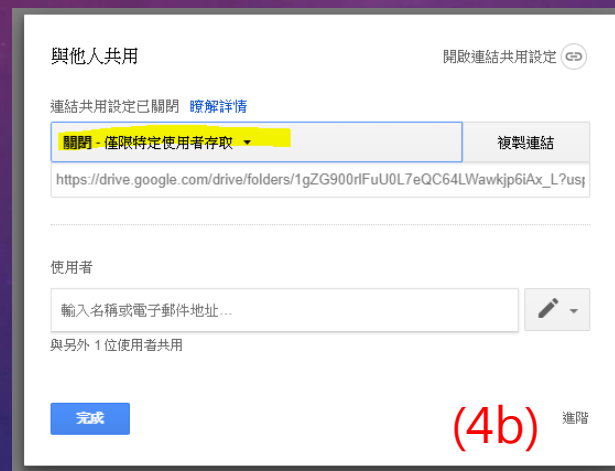 與他人共用
開啟連結共用設定
連結共用設定已關閉 瞭解詳情
關閉 - 僅限特定使用者存取
複製連結
https://drive.google.com/drive/folders/1gZG900rlFuU0L7eQC64LWawkjp6iAx_L?usp
使用者
輸入名稱或電子郵件地址...
與另外 1 位使用者共用
完成
(4b)
進階